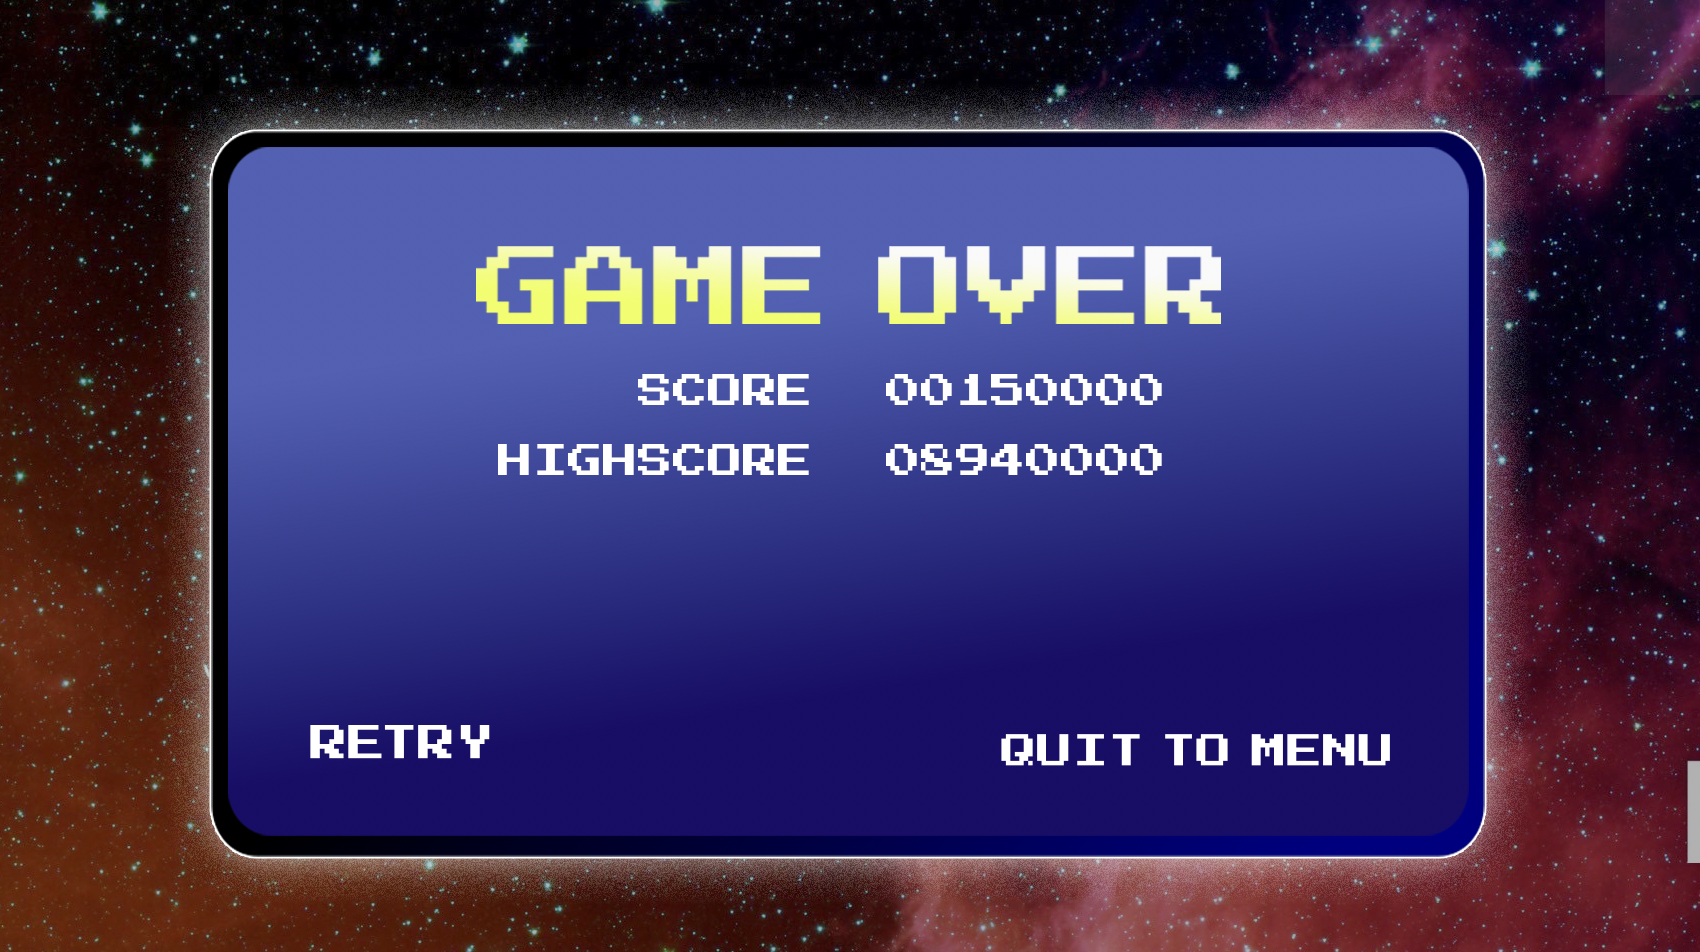 GAME OVER
SCORE 00150000
HIGHSCORE 08940000
RETRY
QUIT TO MENU